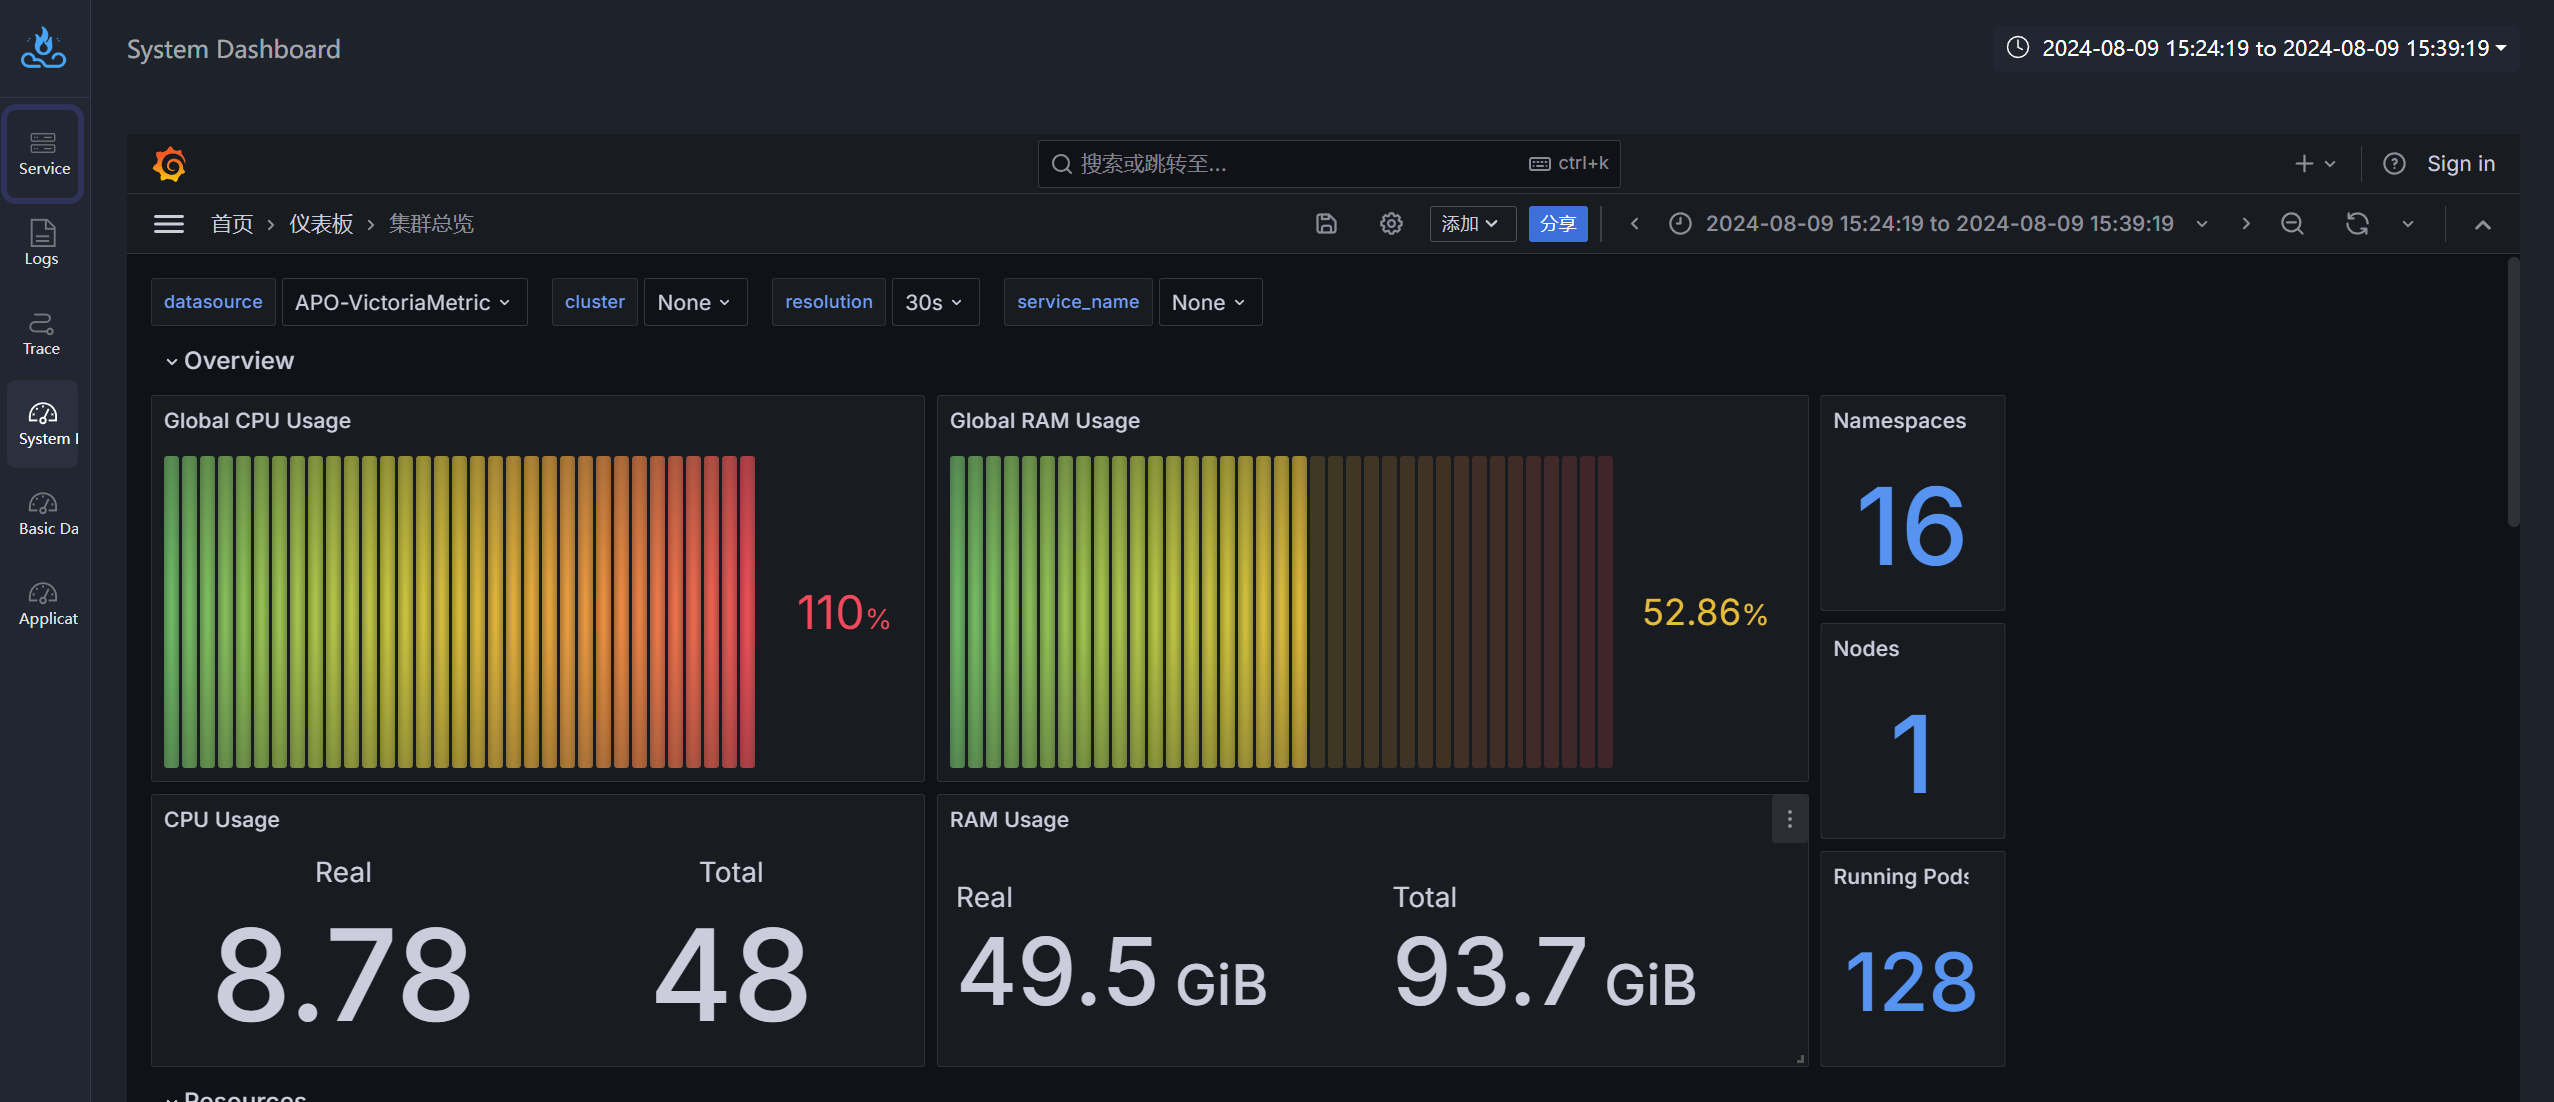 System Dashboard
2024-08-09 15:24:19 to 2024-08-09 15:39:19
Service
Logs
Trace
System
Basic Da
Applicat
搜索或跳转至...
ctrl+k
Sign in
首页 › 仪表板 › 集群总览
添加
分享
2024-08-09 15:24:19 to 2024-08-09 15:39:19
datasource APO-VictoriaMetric cluster None resolution 30s service_name None
Overview
Global CPU Usage
110%
Global RAM Usage
52.86%
Namespaces
16
Nodes
1
CPU Usage
Real Total
8.78 48
RAM Usage
Real Total
49.5 GiB 93.7 GiB
Running Pods
128
Resources